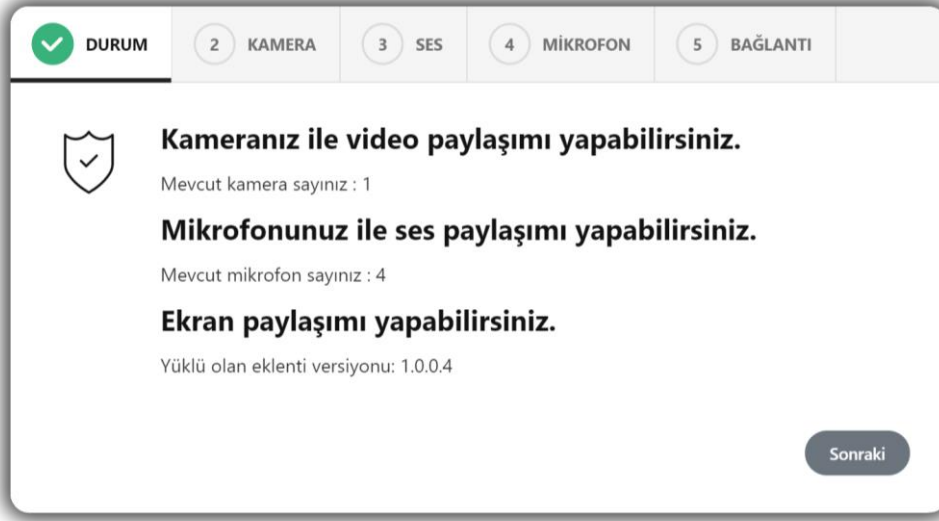 DURUM
2 KAMERA
3 SES
4 MİKROFON
5 BAĞLANTI
Kameranız ile video paylaşımı yapabilirsiniz.
Mevcut kamera sayınız : 1
Mikrofonunuz ile ses paylaşımı yapabilirsiniz.
Mevcut mikrofon sayınız : 4
Ekran paylaşımı yapabilirsiniz.
Yüklü olan eklenti versiyonu: 1.0.0.4
Sonraki